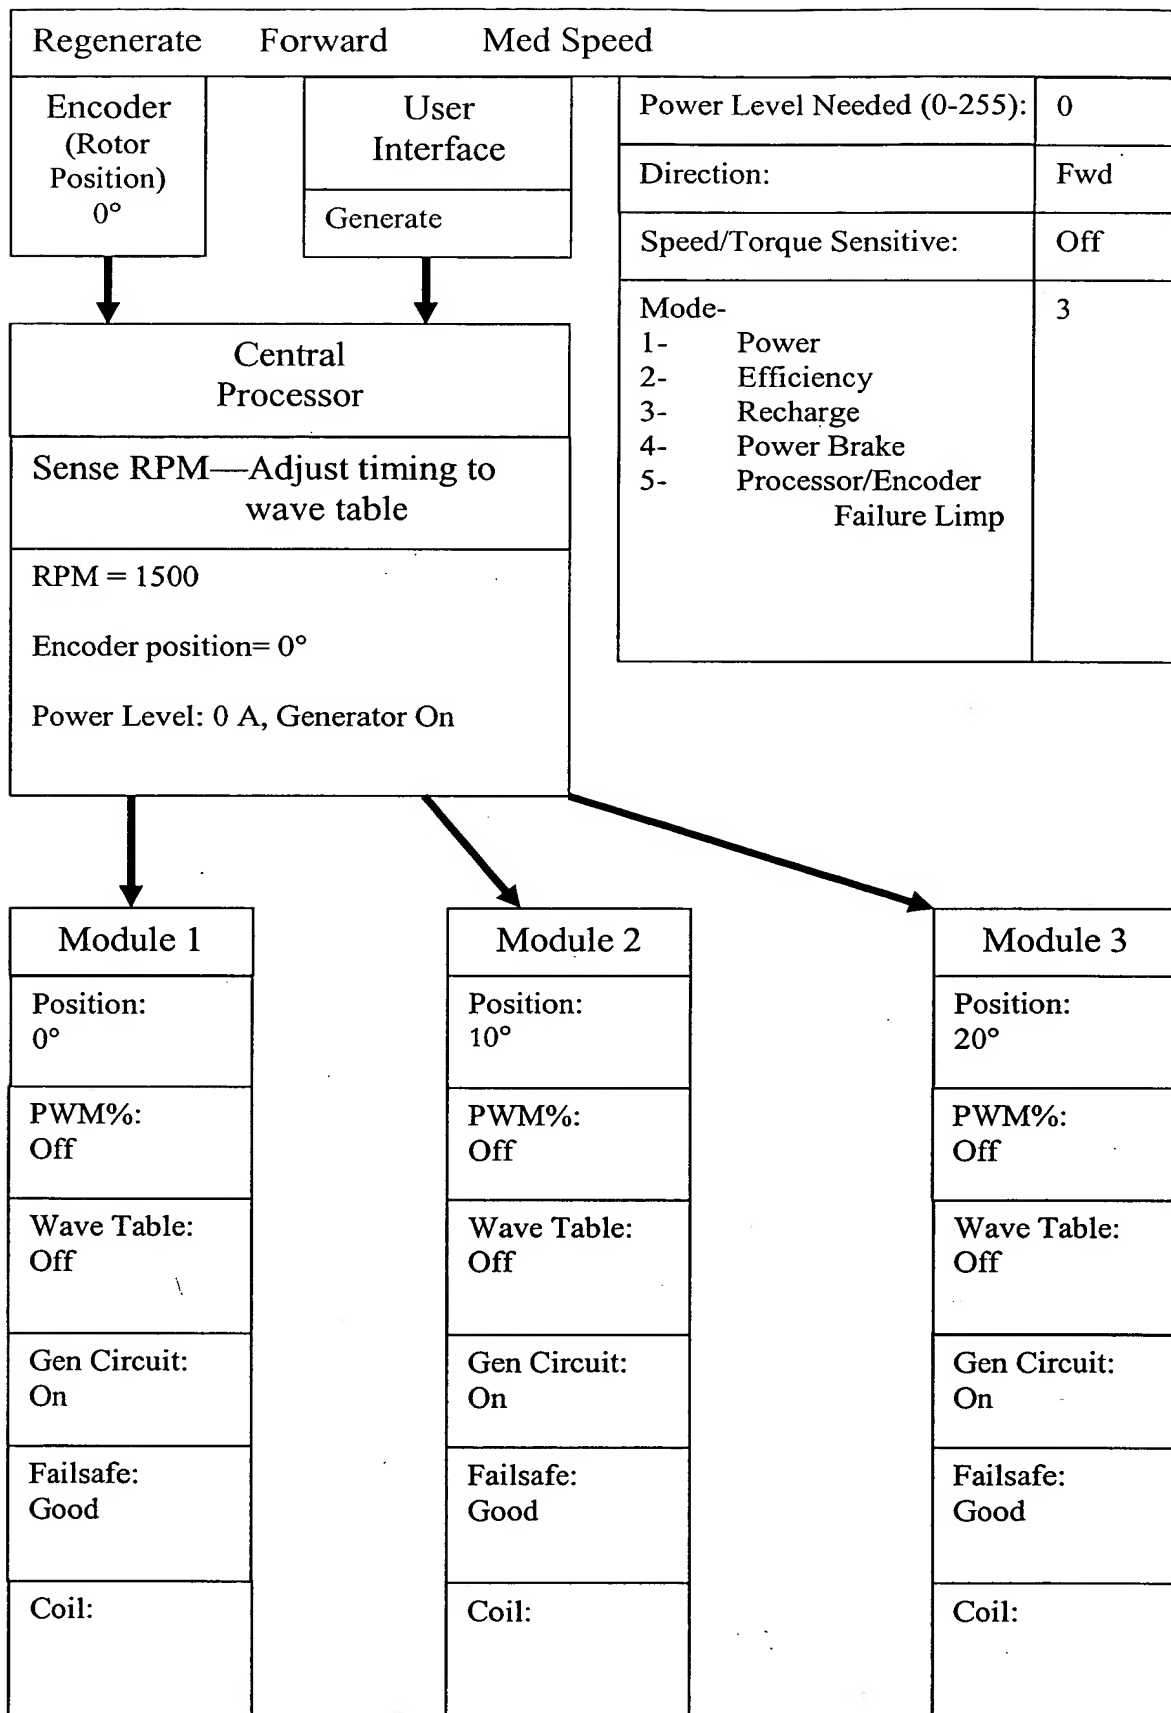 Regenerate Forward Med Speed
Encoder
(Rotor
Position)
0°
User
Interface
Generate
Power Level Needed (0-255): 0
Direction: Fwd
Speed/Torque Sensitive: Off
Mode- 3
1- Power
2- Efficiency
3- Recharge
4- Power Brake
5- Processor/Encoder
Failure Limp
Central
Processor
Sense RPM—Adjust timing to
wave table
RPM = 1500
Encoder position= 0°
Power Level: 0 A, Generator On
Module 1
Position:
0°
PWM%:
Off
Wave Table:
Off
Gen Circuit:
On
Failsafe:
Good
Coil:
Module 2
Position:
10°
PWM%:
Off
Wave Table:
Off
Gen Circuit:
On
Failsafe:
Good
Coil:
Module 3
Position:
20°
PWM%:
Off
Wave Table:
Off
Gen Circuit:
On
Failsafe:
Good
Coil: